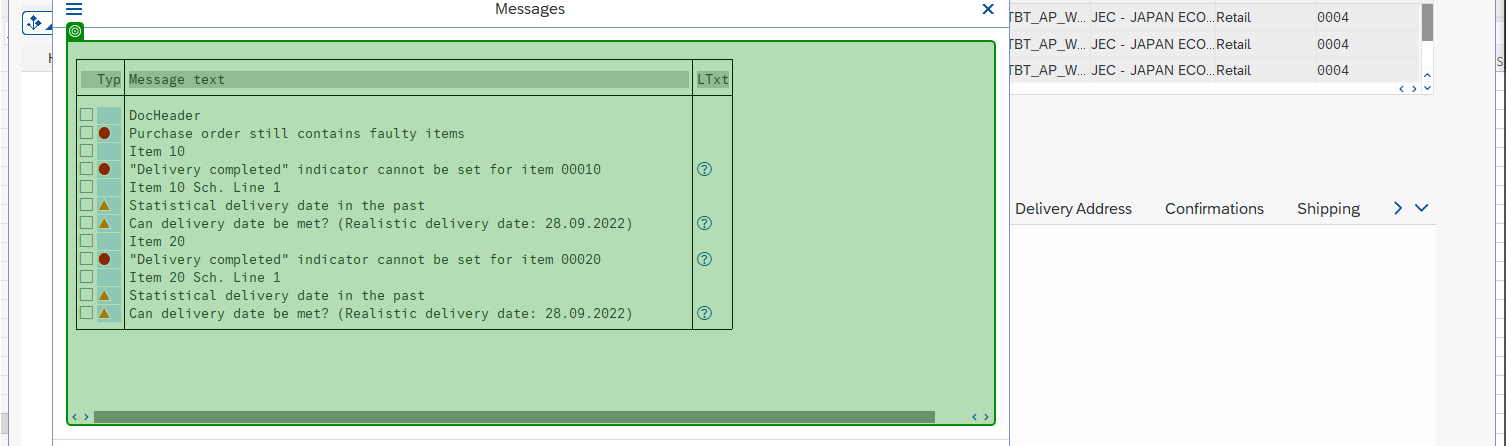 Messages
Typ Message text LTxt
DocHeader
Purchase order still contains faulty items
Item 10
"Delivery completed" indicator cannot be set for item 00010
Item 10 Sch. Line 1
Statistical delivery date in the past
Can delivery date be met? (Realistic delivery date: 28.09.2022)
Item 20
"Delivery completed" indicator cannot be set for item 00020
Item 20 Sch. Line 1
Statistical delivery date in the past
Can delivery date be met? (Realistic delivery date: 28.09.2022)
TBT_AP_W... JEC - JAPAN ECO... Retail 0004
TBT_AP_W... JEC - JAPAN ECO... Retail 0004
TBT_AP_W... JEC - JAPAN ECO... Retail 0004
Delivery Address Confirmations Shipping